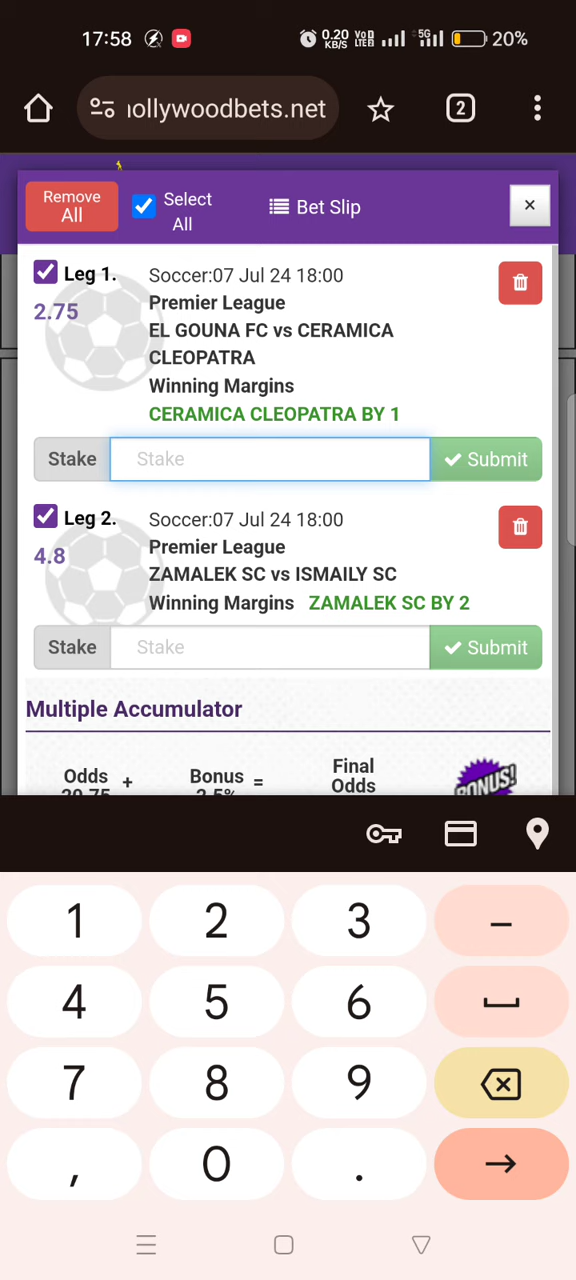 17:58 0.20 KB/S VoD LTE2 5G 20%
hollywoodbets.net 2
Remove All Select All Bet Slip ×
Leg 1. Soccer:07 Jul 24 18:00
2.75 Premier League
EL GOUNA FC vs CERAMICA
CLEOPATRA
Winning Margins
CERAMICA CLEOPATRA BY 1
Stake Stake Submit
Leg 2. Soccer:07 Jul 24 18:00
4.8 Premier League
ZAMALEK SC vs ISMAILY SC
Winning Margins ZAMALEK SC BY 2
Stake Stake Submit
Multiple Accumulator
Odds + Bonus = Final Odds BONUS!
1 2 3 –
4 5 6
7 8 9
, 0 . →